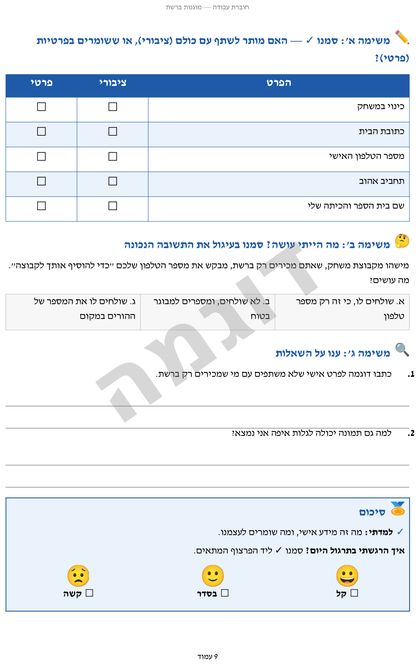 חוברת עבודה — מוגנות ברשת
משימה א׳: סמנו ✓ — האם מותר לשתף עם כולם (ציבורי), או ששומרים בפרטיות
(פרטי)?
הפרט ציבורי פרטי
כינוי במשחק ☐ ☐
כתובת הבית ☐ ☐
מספר הטלפון האישי ☐ ☐
תחביב אהוב ☐ ☐
שם בית הספר והכיתה שלי ☐ ☐
משימה ב׳: מה הייתי עושה? סמנו בעיגול את התשובה הנכונה
מישהו מקבוצת משחק, שאתם מכירים רק ברשת, מבקש את מספר הטלפון שלכם ״כדי להוסיף אותך לקבוצה״.
מה עושים?
א. שולחים לו, כי זה רק מספר
טלפון
ב. לא שולחים, ומספרים למבוגר
בטוח
ג. שולחים לו את המספר של
ההורים במקום
דוגמה
משימה ג׳: ענו על השאלות
1. כתבו דוגמה לפרט אישי שלא משתפים עם מי שמכירים רק ברשת.
2. למה גם תמונה יכולה לגלות איפה אני נמצא?
סיכום
✓ למדתי: מה זה מידע אישי, ומה שומרים לעצמנו.
איך הרגשתי בתרגול היום? סמנו ✓ ליד הפרצוף המתאים.
☐ קל ☐ בסדר ☐ קשה
9 עמוד